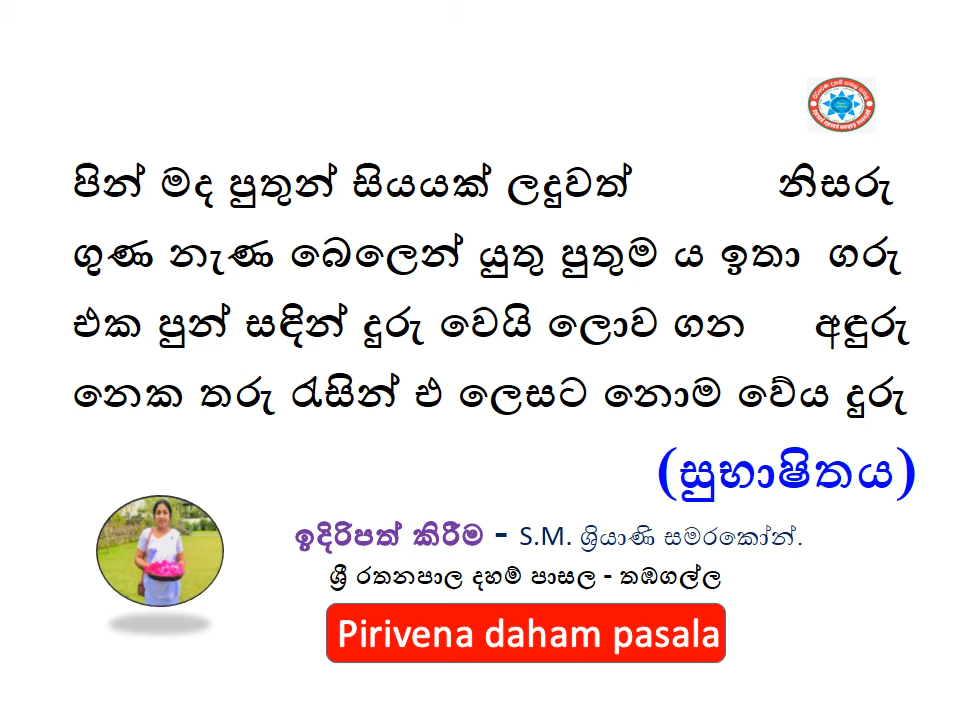 පින් මද පුතුන් සියයක් ලදුවත් නිසරු
ගුණ නැණ බෙලෙන් යුතු පුතුම ය ඉතා ගරු
එක පුන් සඳින් දුරු වෙයි ලොව ගන අඳුරු
නෙක තරු රැසින් එ ලෙසට නොම වේය දුරු
(සුභාෂිතය)
ඉදිරිපත් කිරීම - S.M. ශ්‍රියාණි සමරකෝන්.
ශ්‍රී රතනපාල දහම් පාසල - තඹගල්ල
Pirivena daham pasala